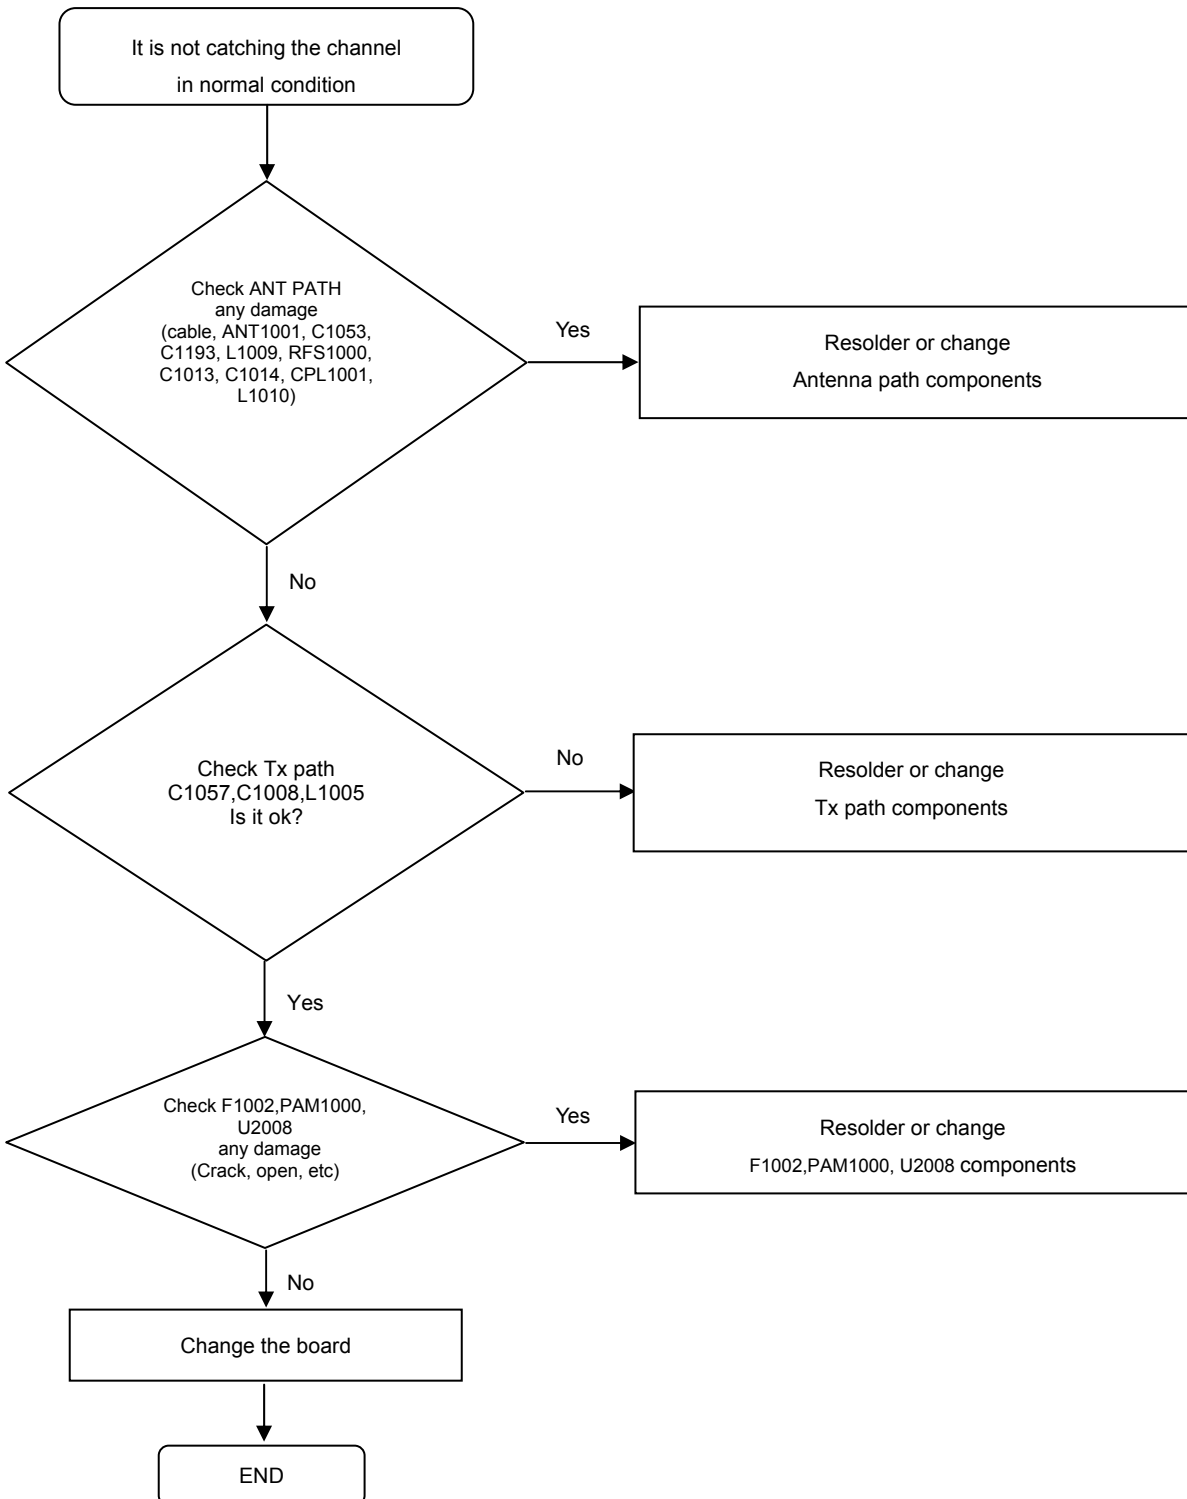 It is not catching the channel
in normal condition
Check ANT PATH
any damage
(cable, ANT1001, C1053,
C1193, L1009, RFS1000,
C1013, C1014, CPL1001,
L1010)
Yes
Resolder or change
Antenna path components
No
Check Tx path
C1057,C1008,L1005
Is it ok?
No
Resolder or change
Tx path components
Yes
Check F1002,PAM1000,
U2008
any damage
(Crack, open, etc)
Yes
Resolder or change
F1002,PAM1000, U2008 components
No
Change the board
END